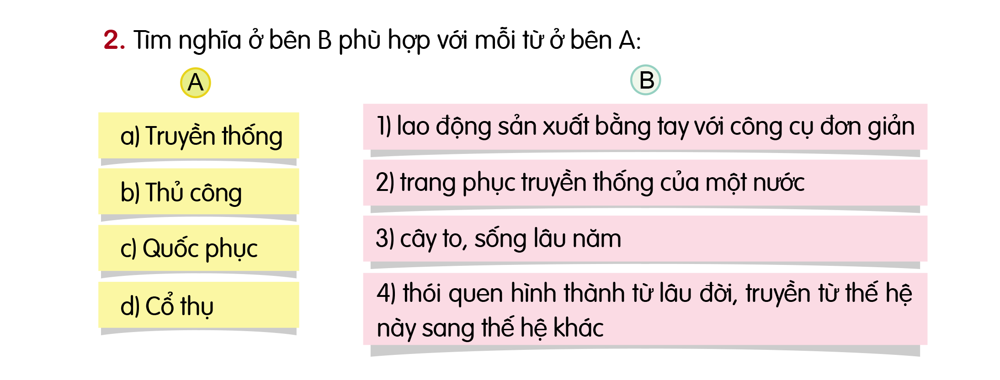 2. Tìm nghĩa ở bên B phù hợp với mỗi từ ở bên A:
A
B
a) Truyền thống
b) Thủ công
c) Quốc phục
d) Cổ thụ
1) lao động sản xuất bằng tay với công cụ đơn giản
2) trang phục truyền thống của một nước
3) cây to, sống lâu năm
4) thói quen hình thành từ lâu đời, truyền từ thế hệ
này sang thế hệ khác